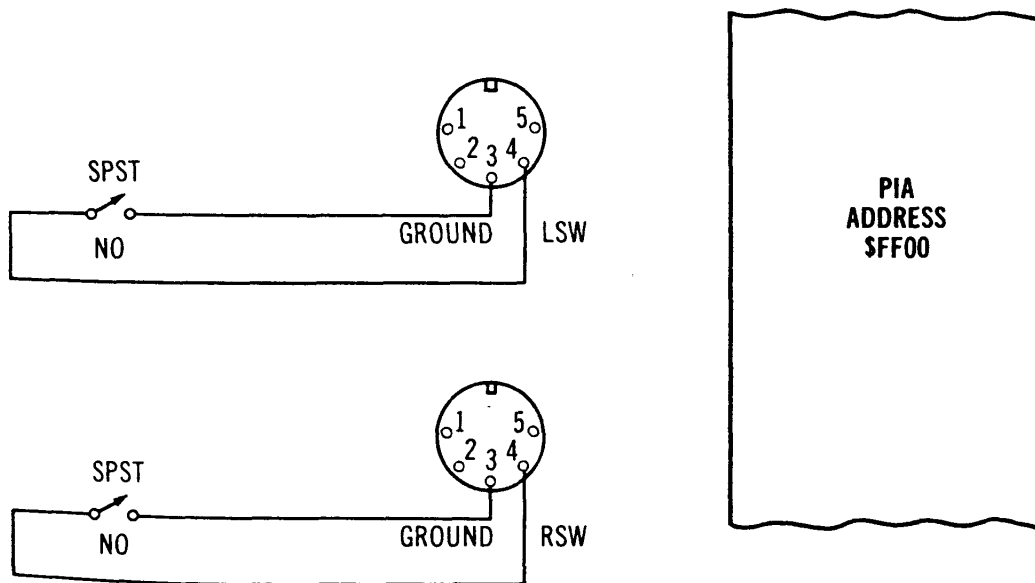 1 5
2 3 4
SPST
NO
GROUND LSW
PIA
ADDRESS
$FF00
1 5
2 3 4
SPST
NO
GROUND RSW